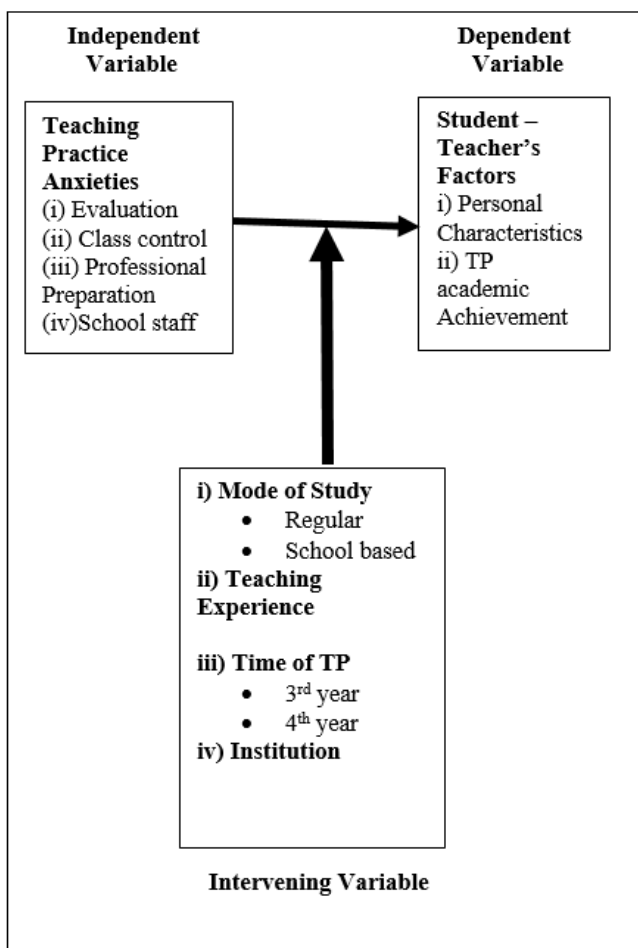 Independent
Variable
Dependent
Variable
Teaching
Practice
Anxieties
(i) Evaluation
(ii) Class control
(iii) Professional
Preparation
(iv)School staff
Student –
Teacher’s
Factors
i) Personal
Characteristics
ii) TP
academic
Achievement
i) Mode of Study
• Regular
• School based
ii) Teaching
Experience
iii) Time of TP
• 3rd year
• 4th year
iv) Institution
Intervening Variable